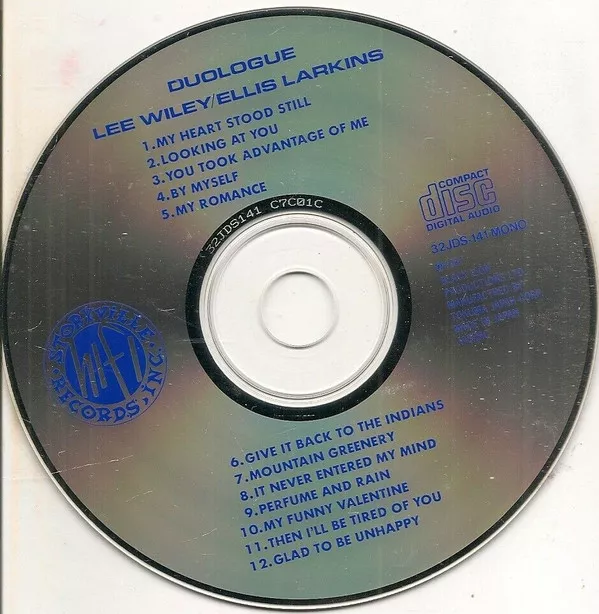 DUOLOGUE
LEE WILEY/ELLIS LARKINS
1.MY HEART STOOD STILL
2.LOOKING AT YOU
3.YOU TOOK ADVANTAGE OF ME
4.BY MYSELF
5.MY ROMANCE
32JDS141 C7C01C
COMPACT
disc
DIGITAL AUDIO
32JDS-141 MONO
STORYVILLE
RECORDS, INC.
6.GIVE IT BACK TO THE INDIANS
7.MOUNTAIN GREENERY
8.IT NEVER ENTERED MY MIND
9.PERFUME AND RAIN
10.MY FUNNY VALENTINE
11.THEN I'LL BE TIRED OF YOU
12.GLAD TO BE UNHAPPY